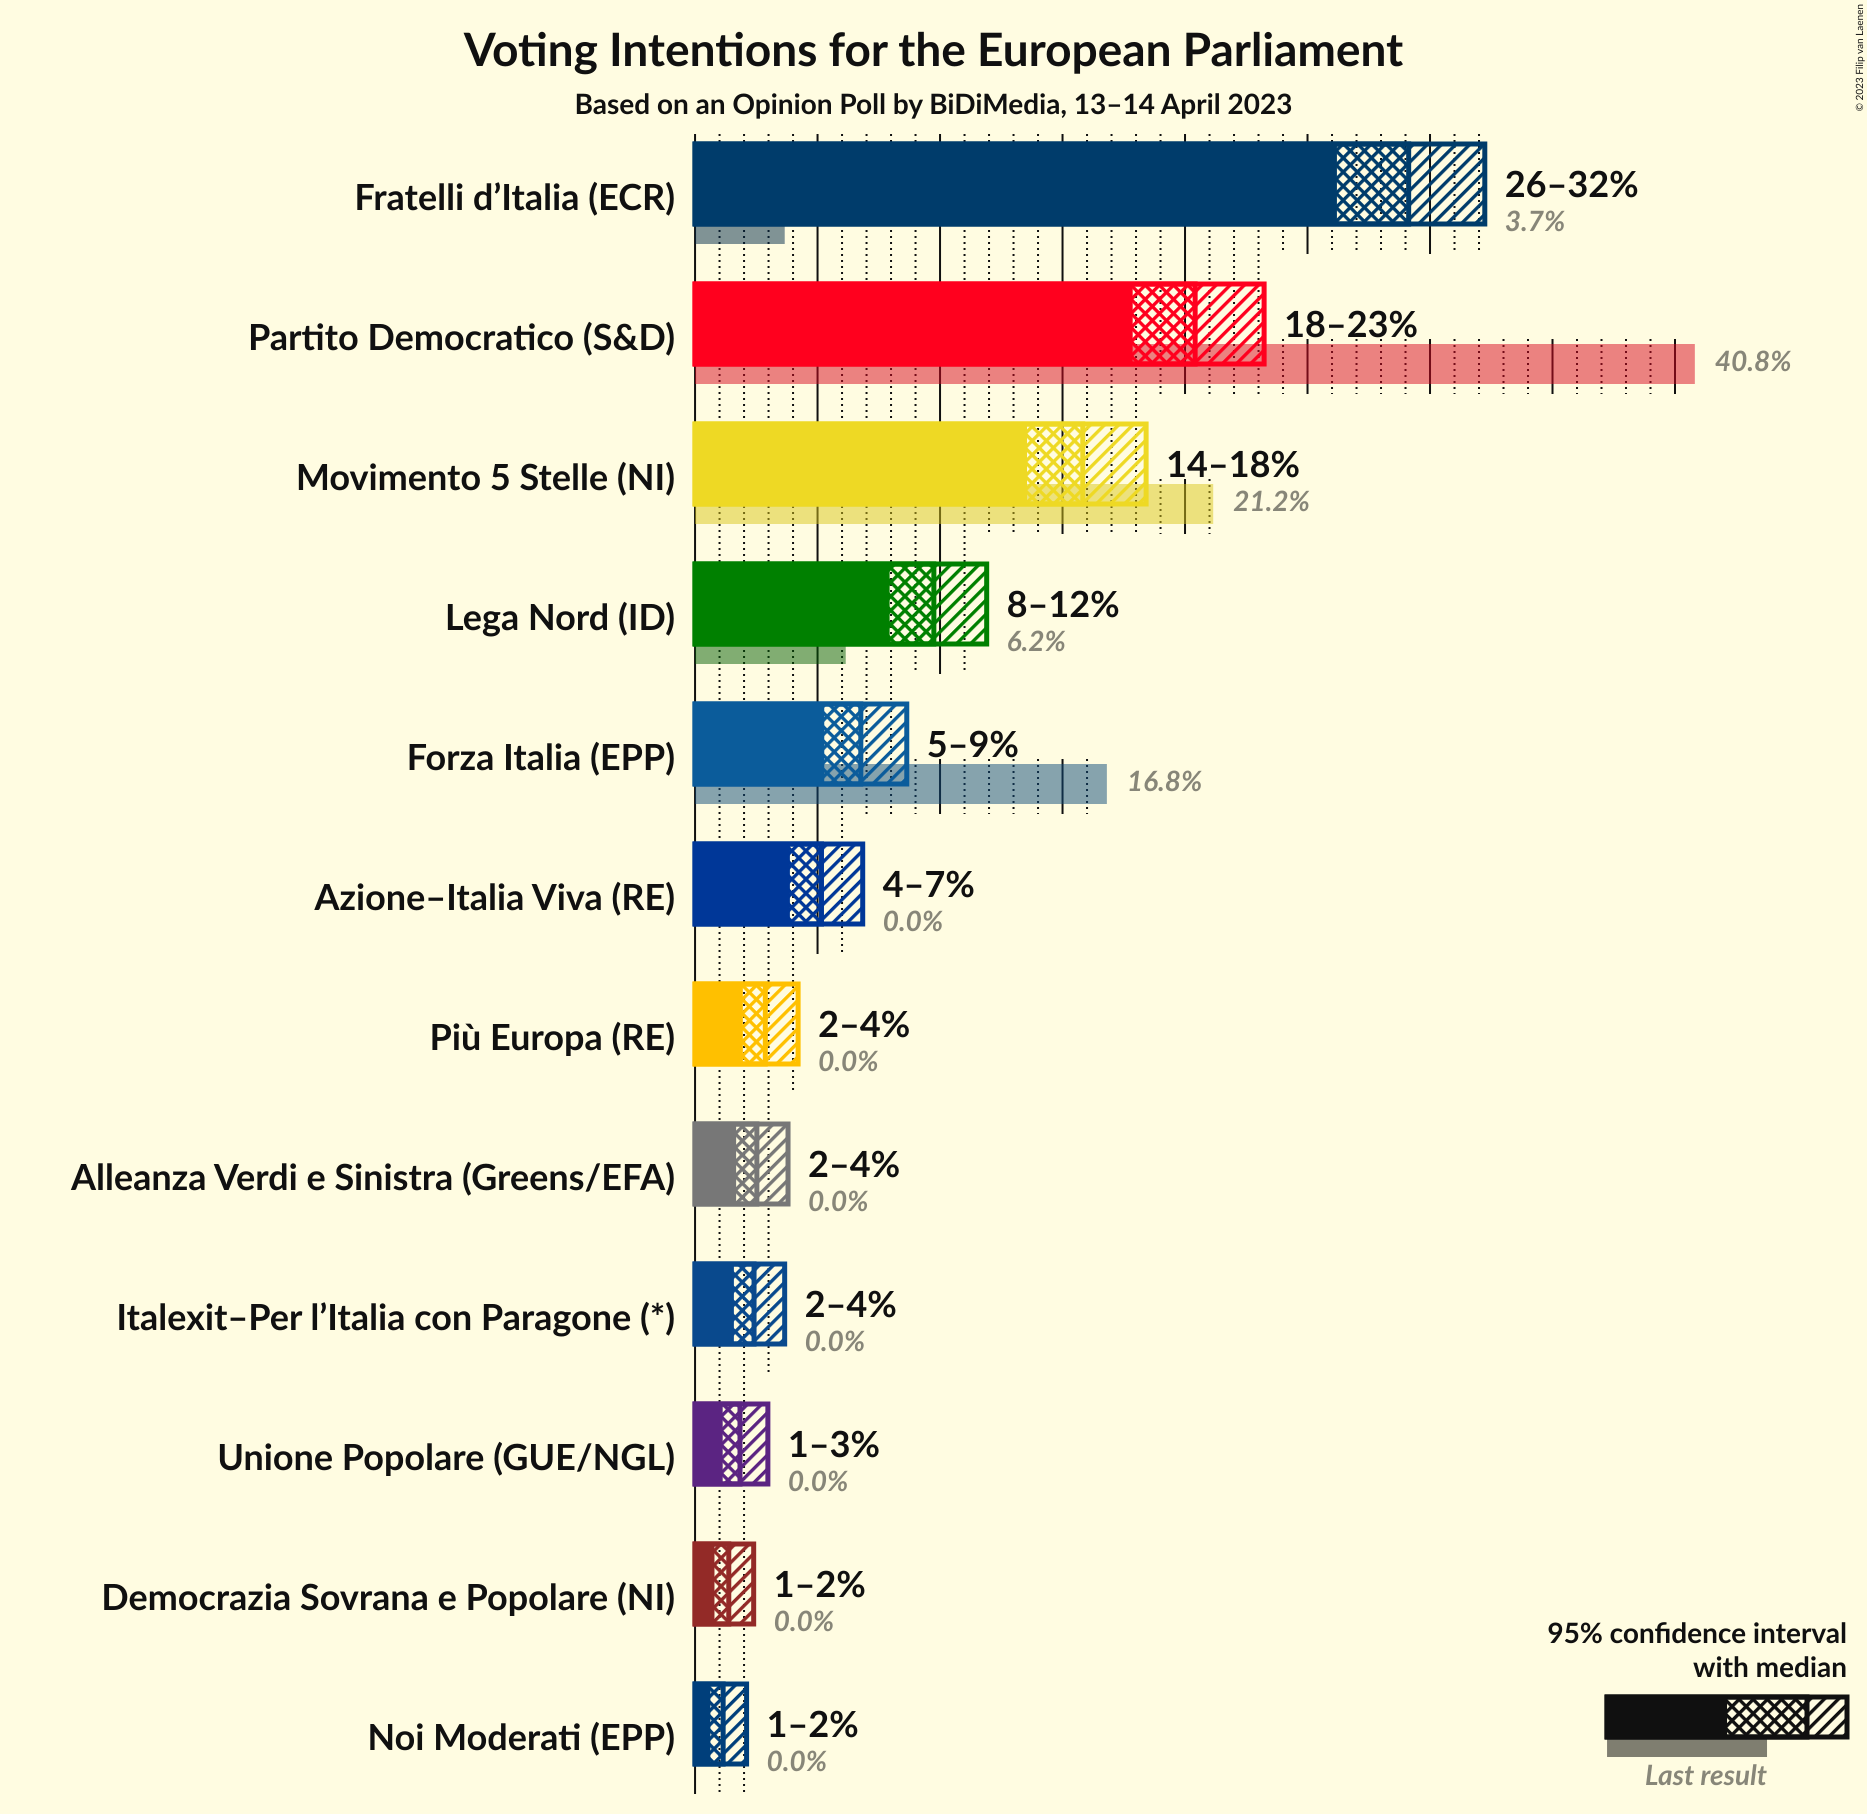 Voting Intentions for the European Parliament
Based on an Opinion Poll by BiDiMedia, 13–14 April 2023
© 2023 Filip van Laenen
Fratelli d’Italia (ECR)
26–32%
3.7%
Partito Democratico (S&D)
18–23%
40.8%
Movimento 5 Stelle (NI)
14–18%
21.2%
Lega Nord (ID)
8–12%
6.2%
Forza Italia (EPP)
5–9%
16.8%
Azione–Italia Viva (RE)
4–7%
0.0%
Più Europa (RE)
2–4%
0.0%
Alleanza Verdi e Sinistra (Greens/EFA)
2–4%
0.0%
Italexit–Per l’Italia con Paragone (*)
2–4%
0.0%
Unione Popolare (GUE/NGL)
1–3%
0.0%
Democrazia Sovrana e Popolare (NI)
1–2%
0.0%
Noi Moderati (EPP)
1–2%
0.0%
95% confidence interval
with median
Last result